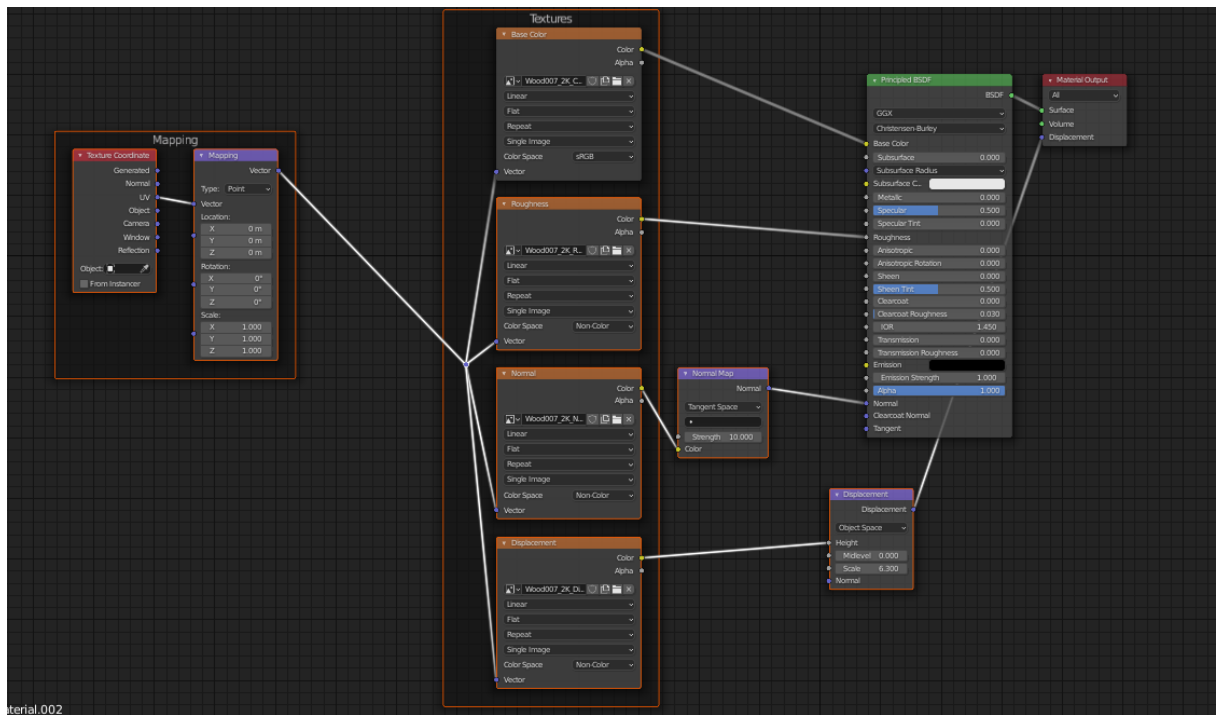 Mapping
Texture Coordinate
Generated
Normal
UV
Object
Camera
Window
Reflection
Object:
From Instancer
Mapping
Vector
Type: Point
Vector
Location:
X 0 m
Y 0 m
Z 0 m
Rotation:
X 0°
Y 0°
Z 0°
Scale:
X 1.000
Y 1.000
Z 1.000
Textures
Base Color
Color
Alpha
Wood007_2K_C...
Linear
Flat
Repeat
Single Image
Color Space sRGB
Vector
Roughness
Color
Alpha
Wood007_2K_R...
Linear
Flat
Repeat
Single Image
Color Space Non-Color
Vector
Normal
Color
Alpha
Wood007_2K_N...
Linear
Flat
Repeat
Single Image
Color Space Non-Color
Vector
Displacement
Color
Alpha
Wood007_2K_Di...
Linear
Flat
Repeat
Single Image
Color Space Non-Color
Vector
Normal Map
Normal
Tangent Space
Strength 10.000
Color
Displacement
Displacement
Object Space
Height
Midlevel 0.000
Scale 6.300
Normal
Principled BSDF
BSDF
GGX
Christensen-Burley
Base Color
Subsurface 0.000
Subsurface Radius
Subsurface C...
Metallic 0.000
Specular 0.500
Specular Tint 0.000
Roughness
Anisotropic 0.000
Anisotropic Rotation 0.000
Sheen 0.000
Sheen Tint 0.500
Clearcoat 0.000
Clearcoat Roughness 0.030
IOR 1.450
Transmission 0.000
Transmission Roughness 0.000
Emission
Emission Strength 1.000
Alpha 1.000
Normal
Clearcoat Normal
Tangent
Material Output
All
Surface
Volume
Displacement
terial.002